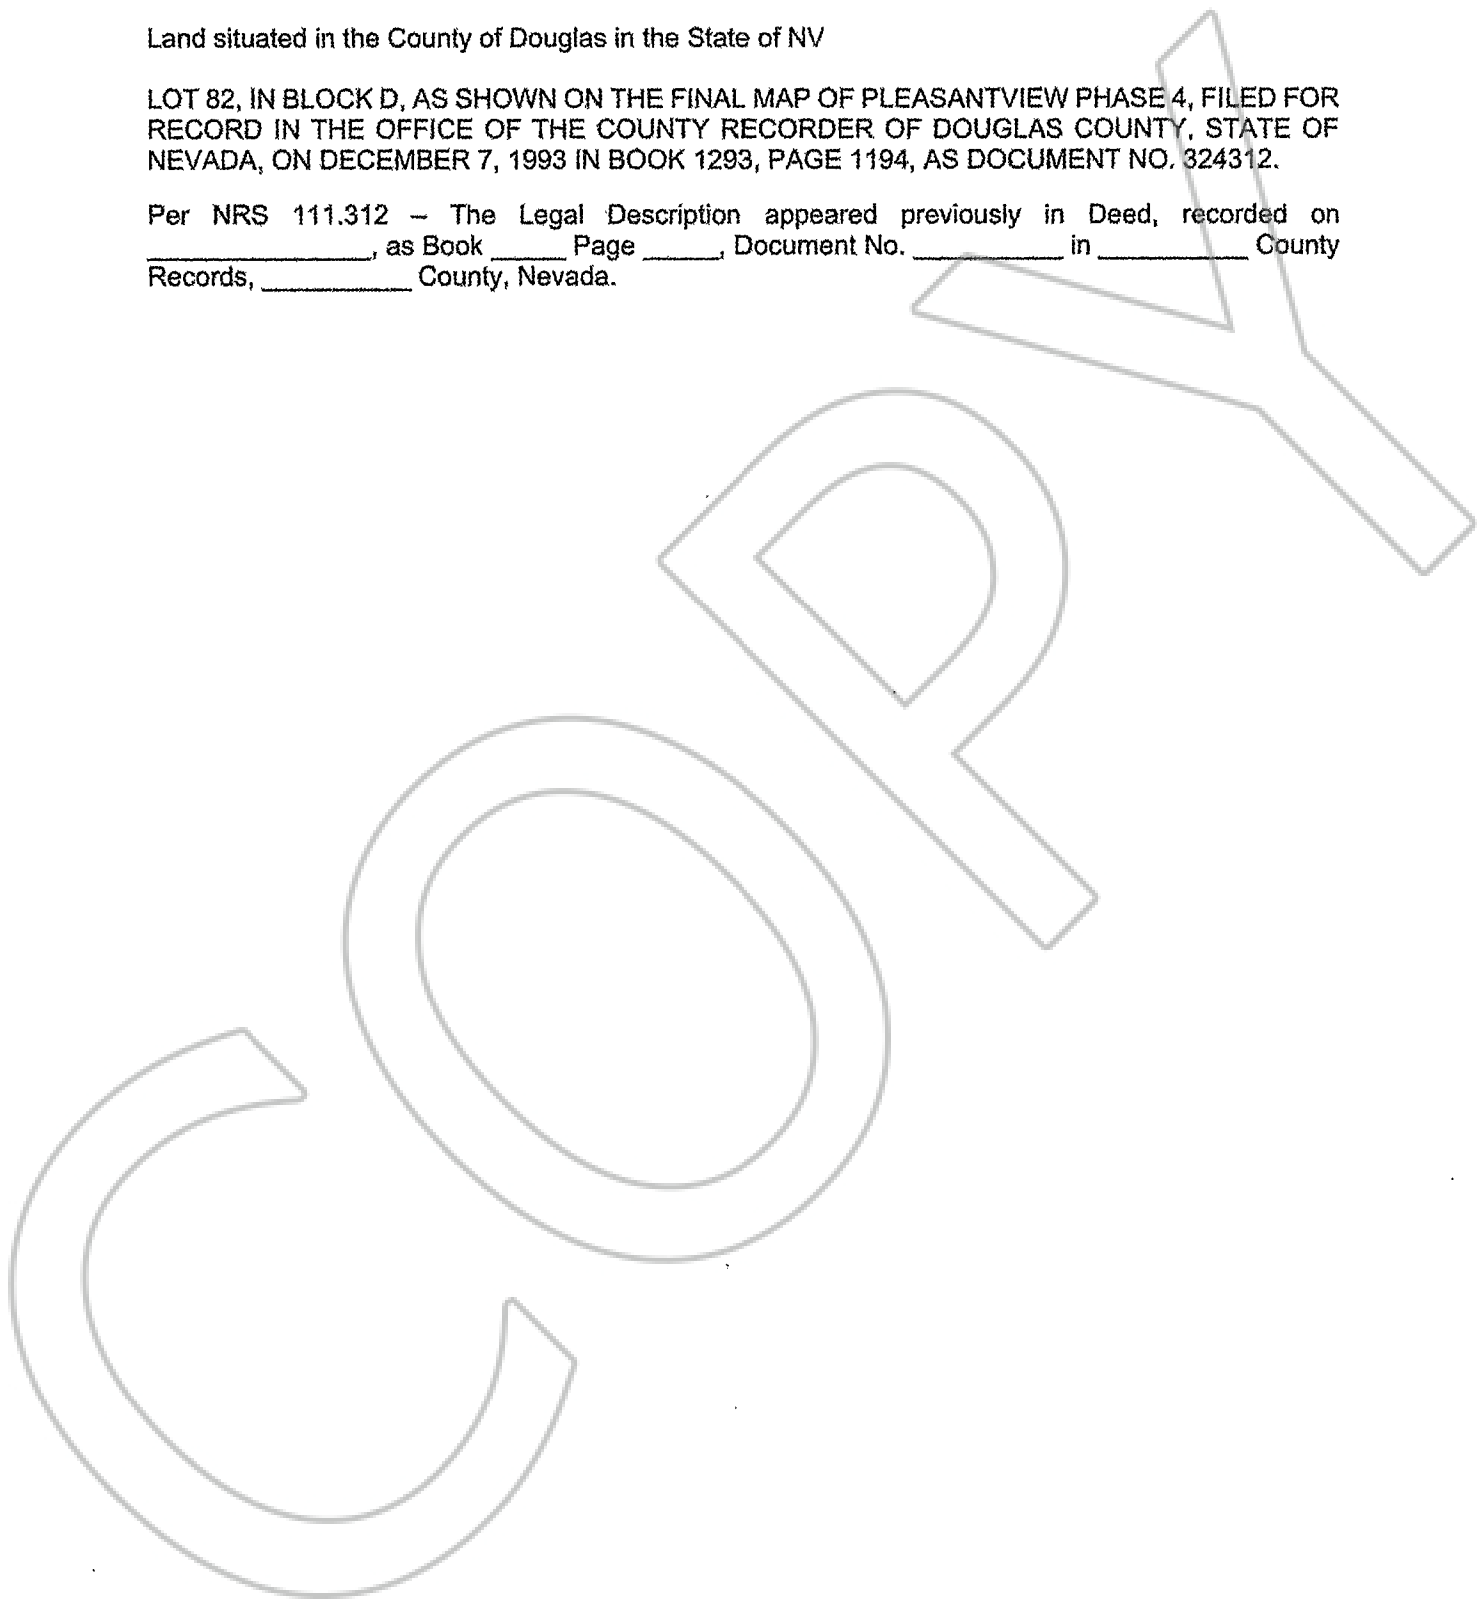 Land situated in the County of Douglas in the State of NV
LOT 82, IN BLOCK D, AS SHOWN ON THE FINAL MAP OF PLEASANTVIEW PHASE 4, FILED FOR
RECORD IN THE OFFICE OF THE COUNTY RECORDER OF DOUGLAS COUNTY, STATE OF
NEVADA, ON DECEMBER 7, 1993 IN BOOK 1293, PAGE 1194, AS DOCUMENT NO. 324312.
Per NRS 111.312 – The Legal Description appeared previously in Deed, recorded on
_______________, as Book _____ Page _____, Document No. __________ in __________ County
Records, __________ County, Nevada.
COPY